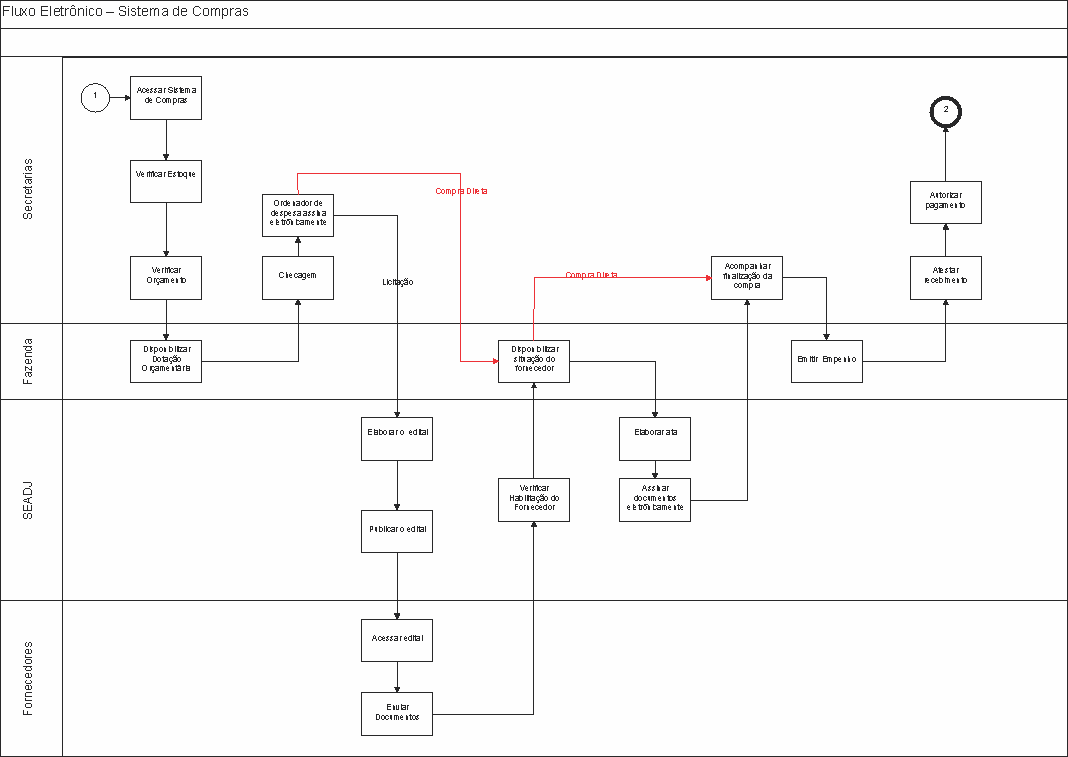 Fluxo Eletrônico – Sistema de Compras
Secretarias
1
Acessar Sistema
de Compras
Verificar Estoque
Verificar
Orçamento
Ordenador de
despesa assina
eletrônicamente
Checagem
Compra Direta
Licitação
Compra Direta
Acompanhar
finalização da
compra
2
Autorizar
pagamento
Atestar
recebimento
Fazenda
Disponibilizar
Dotação
Orçamentária
Disponibilizar
situação do
fornecedor
Emitir Empenho
SEADJ
Elaborar o edital
Publicar o edital
Verificar
Habilitação do
Fornecedor
Elaborar ata
Assinar
documentos
eletrônicamente
Fornecedores
Acessar edital
Enviar
Documentos